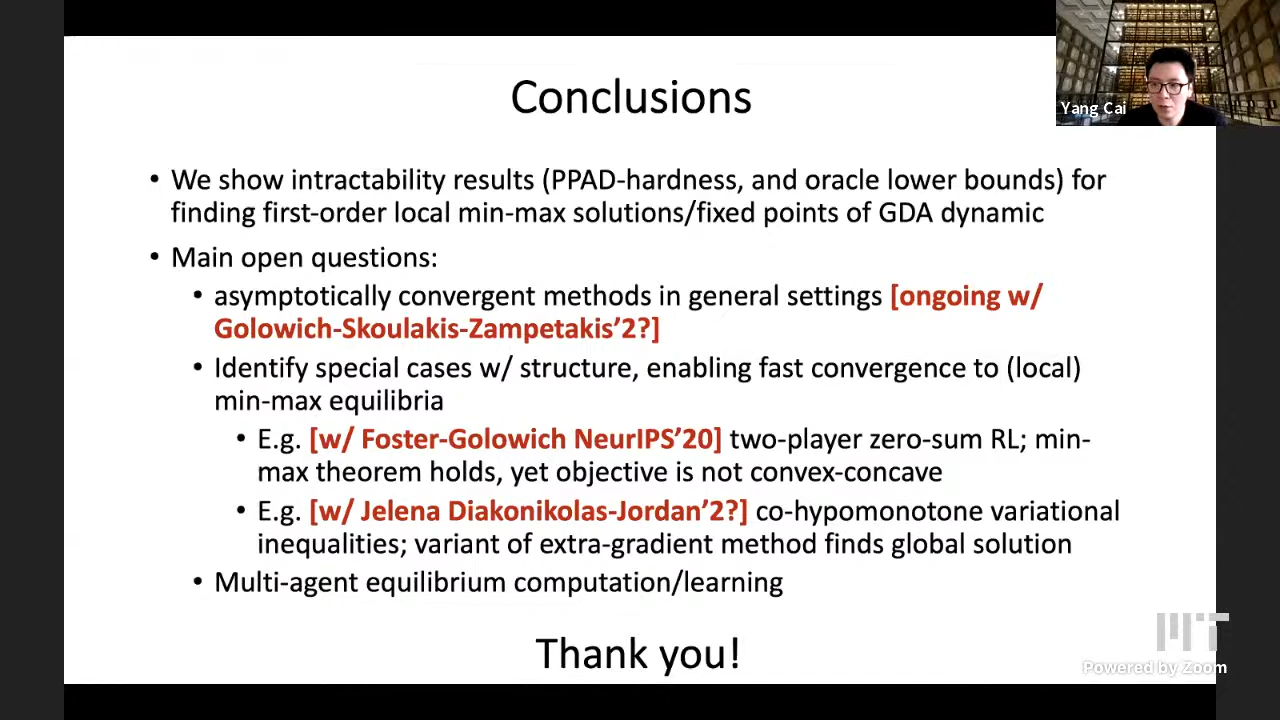 Conclusions
Yang Cai
• We show intractability results (PPAD-hardness, and oracle lower bounds) for
finding first-order local min-max solutions/fixed points of GDA dynamic
• Main open questions:
• asymptotically convergent methods in general settings [ongoing w/
Golowich-Skoulakis-Zampetakis’2?]
• Identify special cases w/ structure, enabling fast convergence to (local)
min-max equilibria
• E.g. [w/ Foster-Golowich NeurIPS’20] two-player zero-sum RL; min-
max theorem holds, yet objective is not convex-concave
• E.g. [w/ Jelena Diakonikolas-Jordan’2?] co-hypomonotone variational
inequalities; variant of extra-gradient method finds global solution
• Multi-agent equilibrium computation/learning
Thank you!
MIT
Powered by Zoom